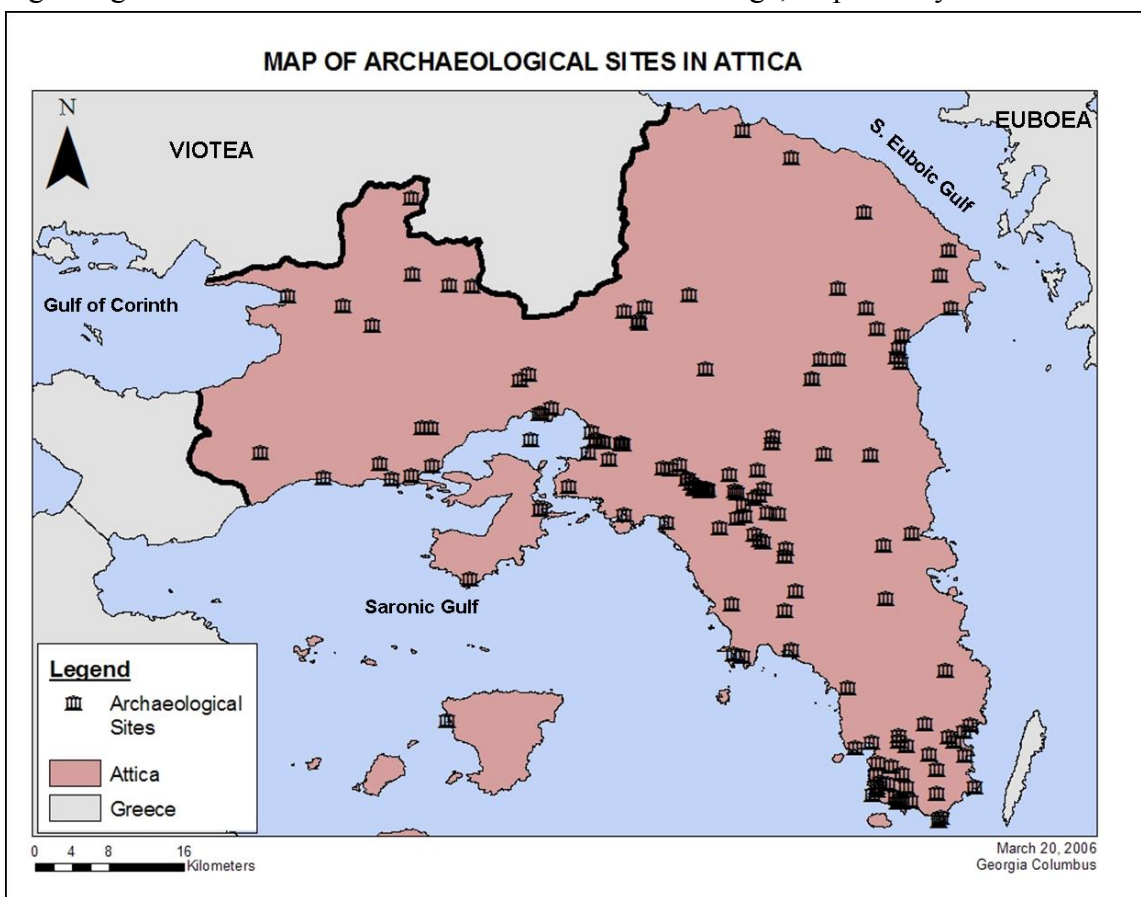 MAP OF ARCHAEOLOGICAL SITES IN ATTICA
N
VIOTEA
EUBOEA
S. Euboic Gulf
Gulf of Corinth
Saronic Gulf
Legend
Archaeological
Sites
Attica
Greece
0 4 8 16
Kilometers
March 20, 2006
Georgia Columbus